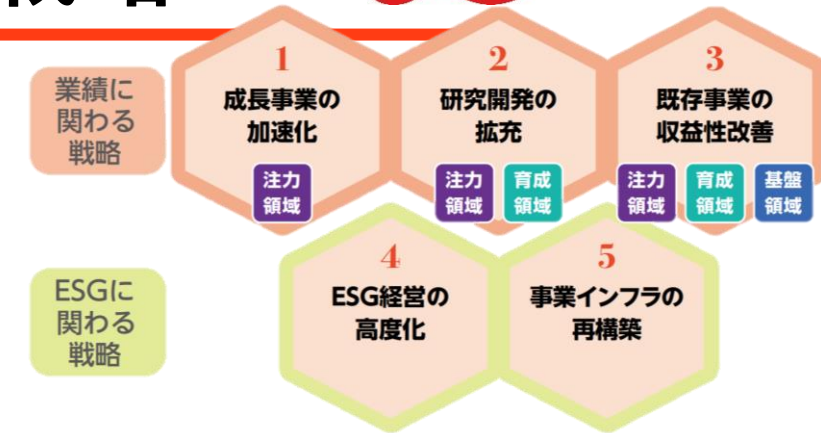 業績に
関わる
戦略
1
成長事業の
加速化
注力
領域
2
研究開発の
拡充
注力
領域
育成
領域
3
既存事業の
収益性改善
注力
領域
育成
領域
基盤
領域
ESGに
関わる
戦略
4
ESG経営の
高度化
5
事業インフラの
再構築